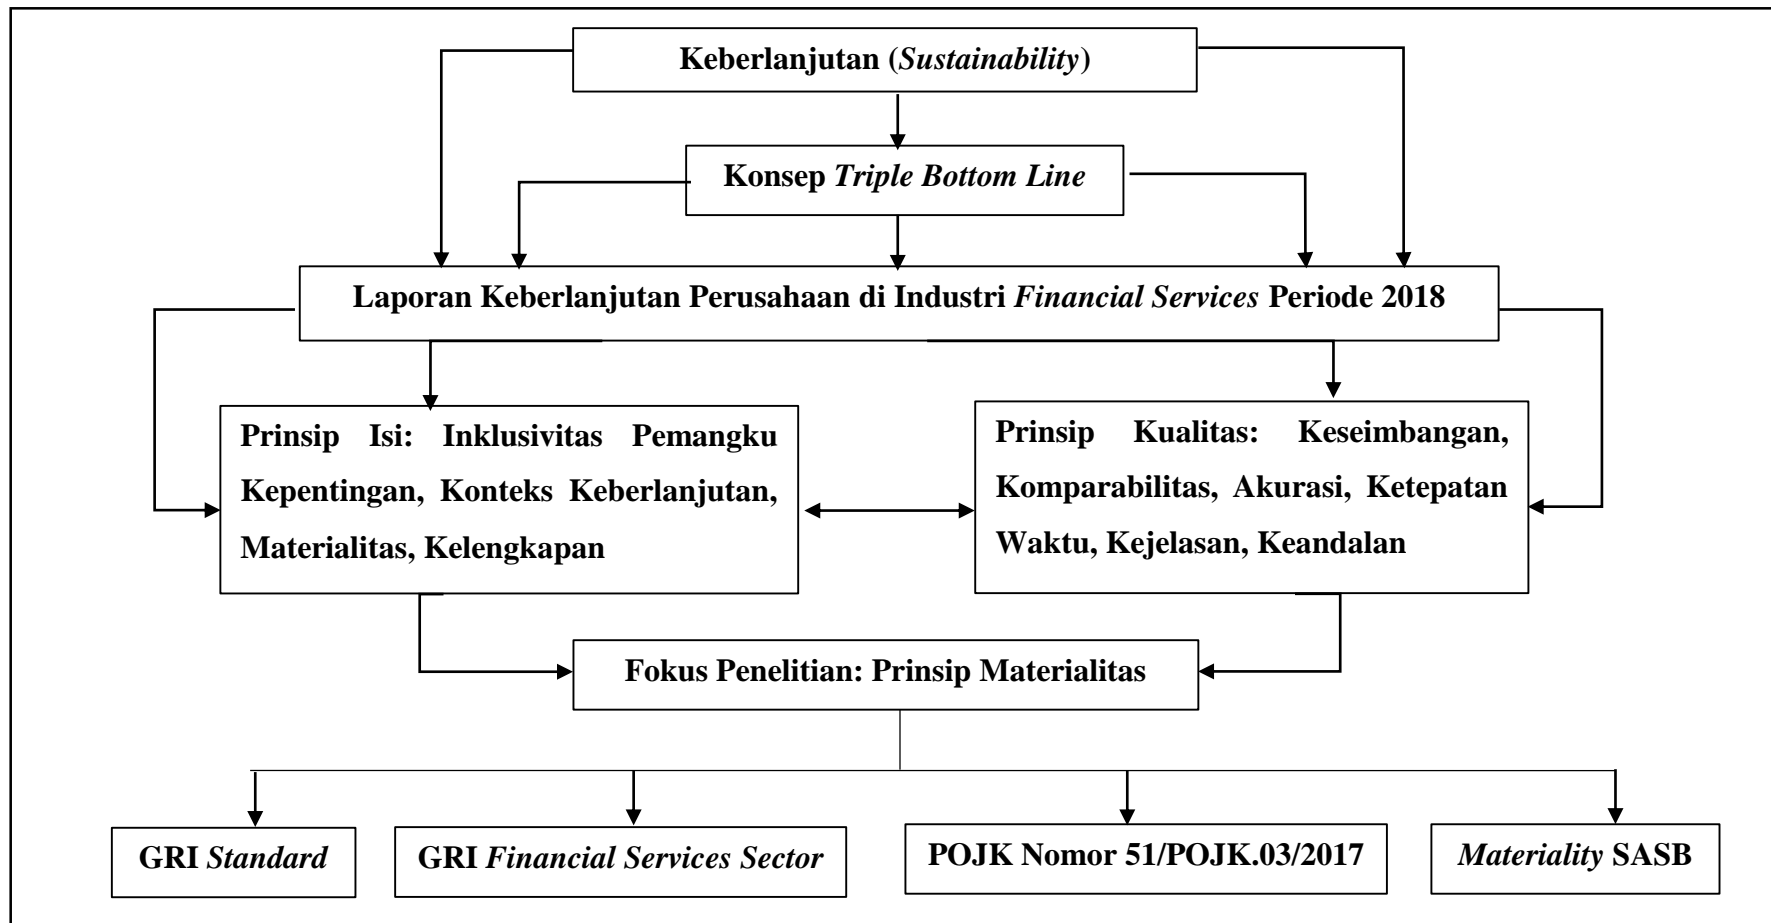 Keberlanjutan (Sustainability)
Konsep Triple Bottom Line
Laporan Keberlanjutan Perusahaan di Industri Financial Services Periode 2018
Prinsip Isi: Inklusivitas Pemangku
Kepentingan, Konteks Keberlanjutan,
Materialitas, Kelengkapan
Prinsip Kualitas: Keseimbangan,
Komparabilitas, Akurasi, Ketepatan
Waktu, Kejelasan, Keandalan
Fokus Penelitian: Prinsip Materialitas
GRI Standard
GRI Financial Services Sector
POJK Nomor 51/POJK.03/2017
Materiality SASB